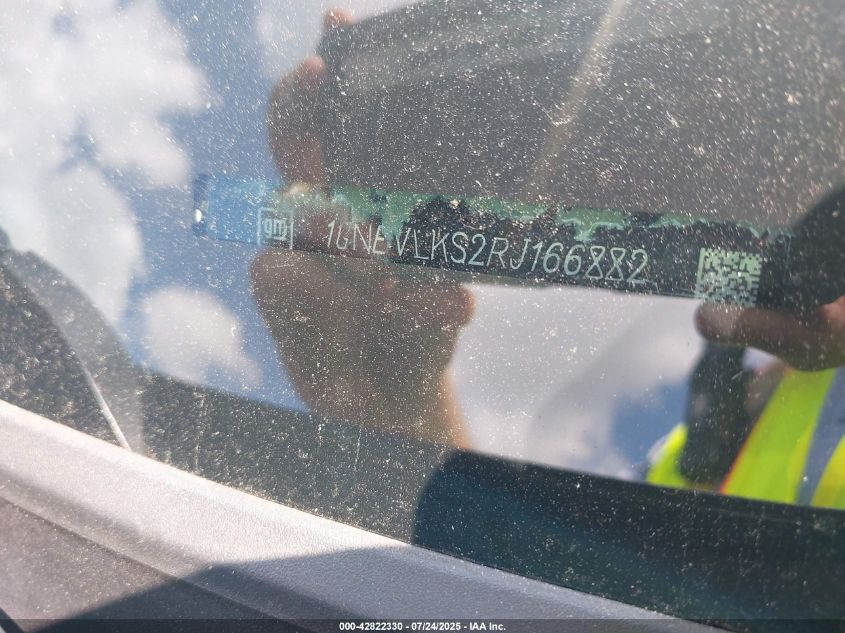 gm 1GNEVLKS2RJ166882
000-42822330 - 07/24/2025 - IAA Inc.